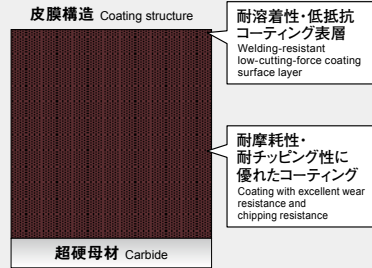 皮膜構造 Coating structure
耐溶着性・低抵抗
コーティング表層
Welding-resistant
low-cutting-force coating
surface layer
耐摩耗性・
耐チッピング性に
優れたコーティング
Coating with excellent wear
resistance and
chipping resistance
超硬母材 Carbide